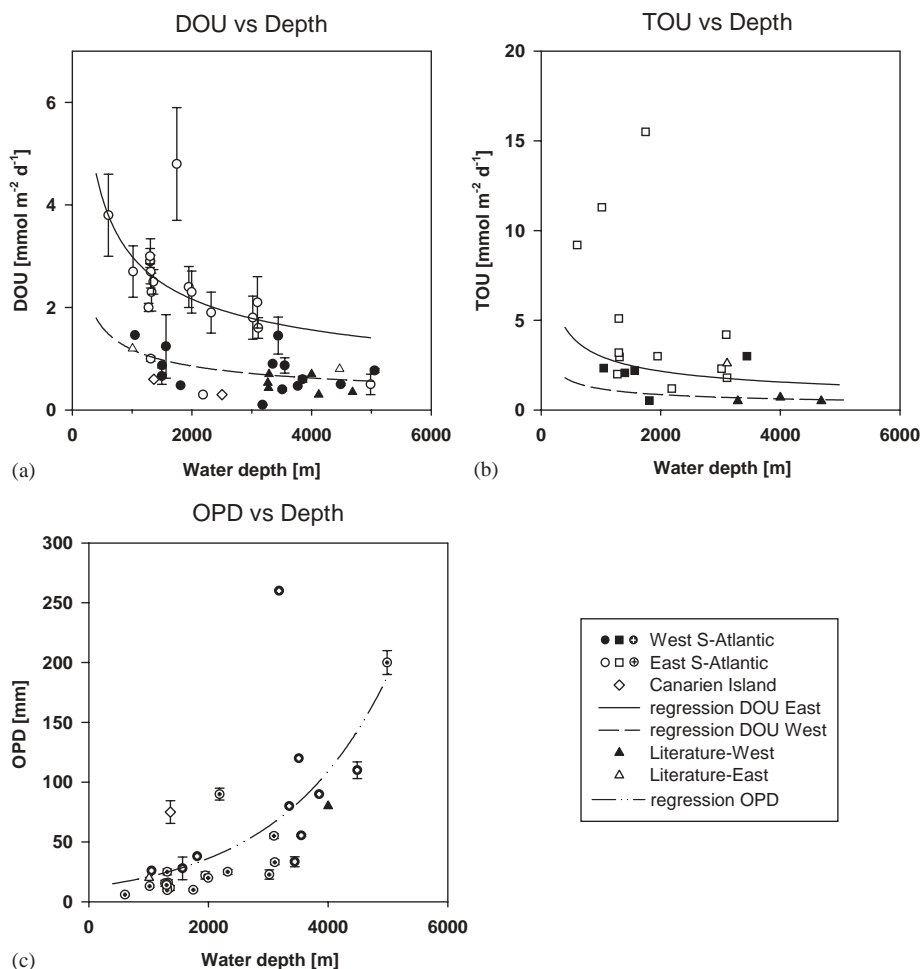 DOU vs Depth
6
4
2
0
DOU [mmol m⁻² d⁻¹]
0 2000 4000 6000
Water depth [m]
(a)
TOU vs Depth
20
15
10
5
0
TOU [mmol m⁻² d⁻¹]
0 2000 4000 6000
Water depth [m]
(b)
OPD vs Depth
300
250
200
150
100
50
0
OPD [mm]
0 2000 4000 6000
Water depth [m]
(c)
West S-Atlantic
East S-Atlantic
Canarien Island
regression DOU East
regression DOU West
Literature-West
Literature-East
regression OPD